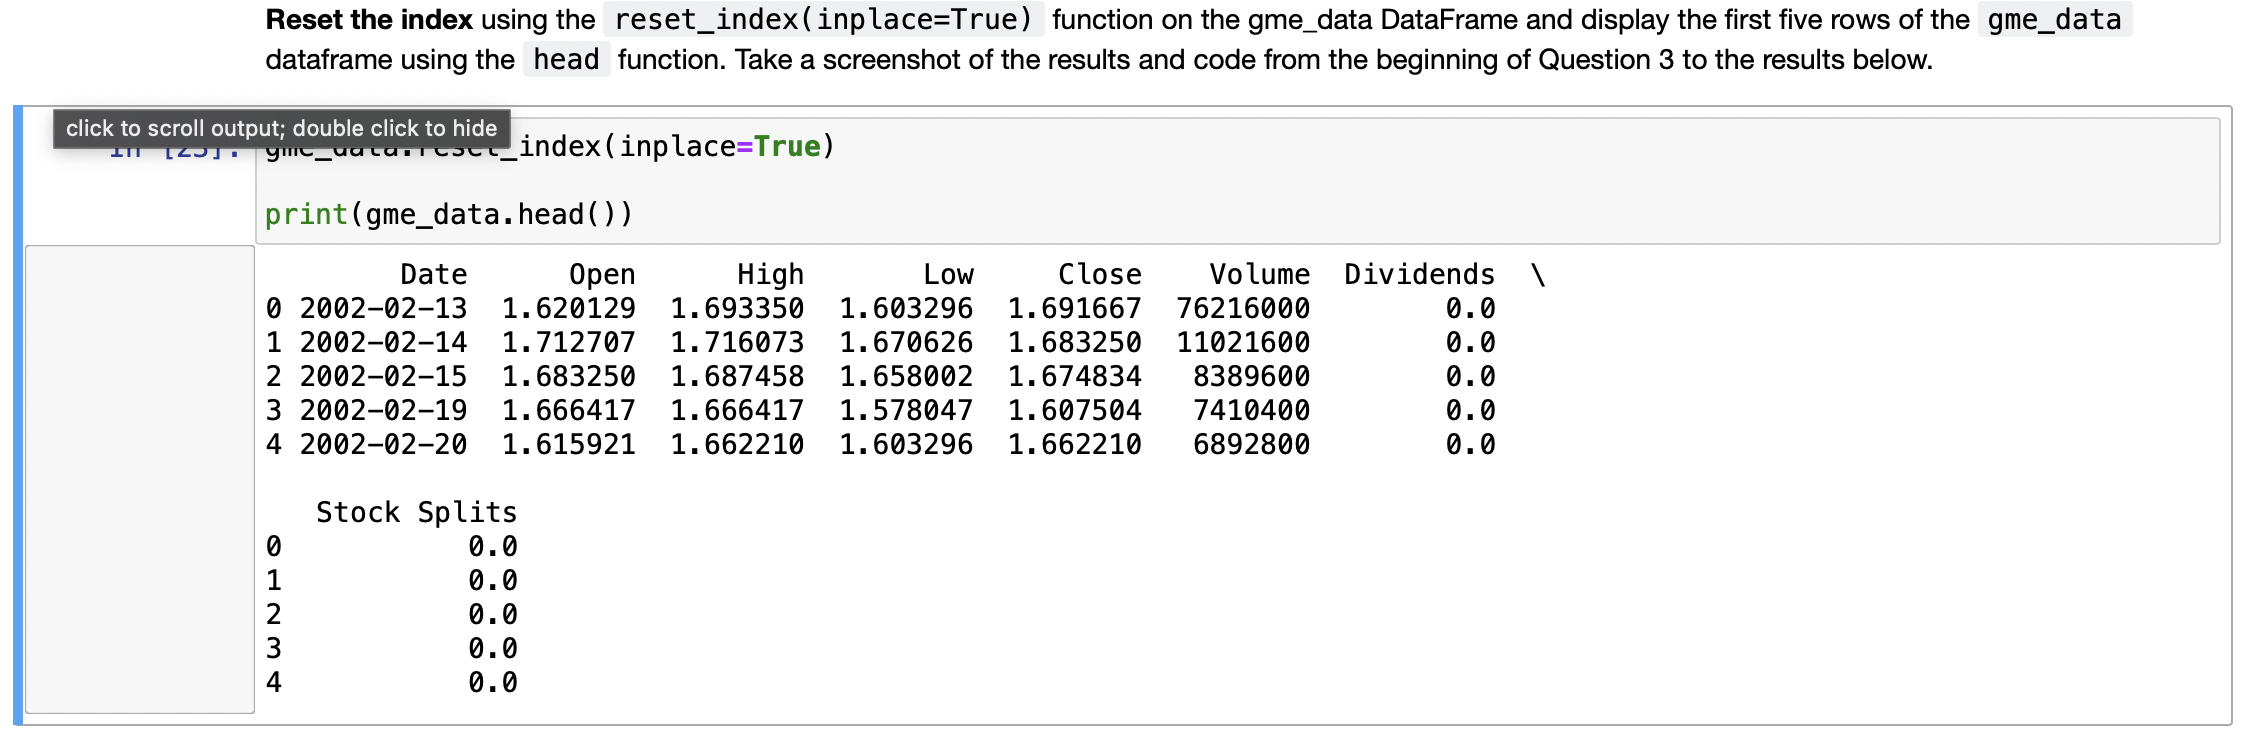 Reset the index using the reset_index(inplace=True) function on the gme_data DataFrame and display the first five rows of the gme_data
dataframe using the head function. Take a screenshot of the results and code from the beginning of Question 3 to the results below.
click to scroll output; double click to hide
In [23]: gme_data.reset_index(inplace=True)
print(gme_data.head())
        Date      Open      High       Low     Close    Volume  Dividends  \
0 2002-02-13  1.620129  1.693350  1.603296  1.691667  76216000        0.0
1 2002-02-14  1.712707  1.716073  1.670626  1.683250  11021600        0.0
2 2002-02-15  1.683250  1.687458  1.658002  1.674834   8389600        0.0
3 2002-02-19  1.666417  1.666417  1.578047  1.607504   7410400        0.0
4 2002-02-20  1.615921  1.662210  1.603296  1.662210   6892800        0.0
   Stock Splits
0           0.0
1           0.0
2           0.0
3           0.0
4           0.0